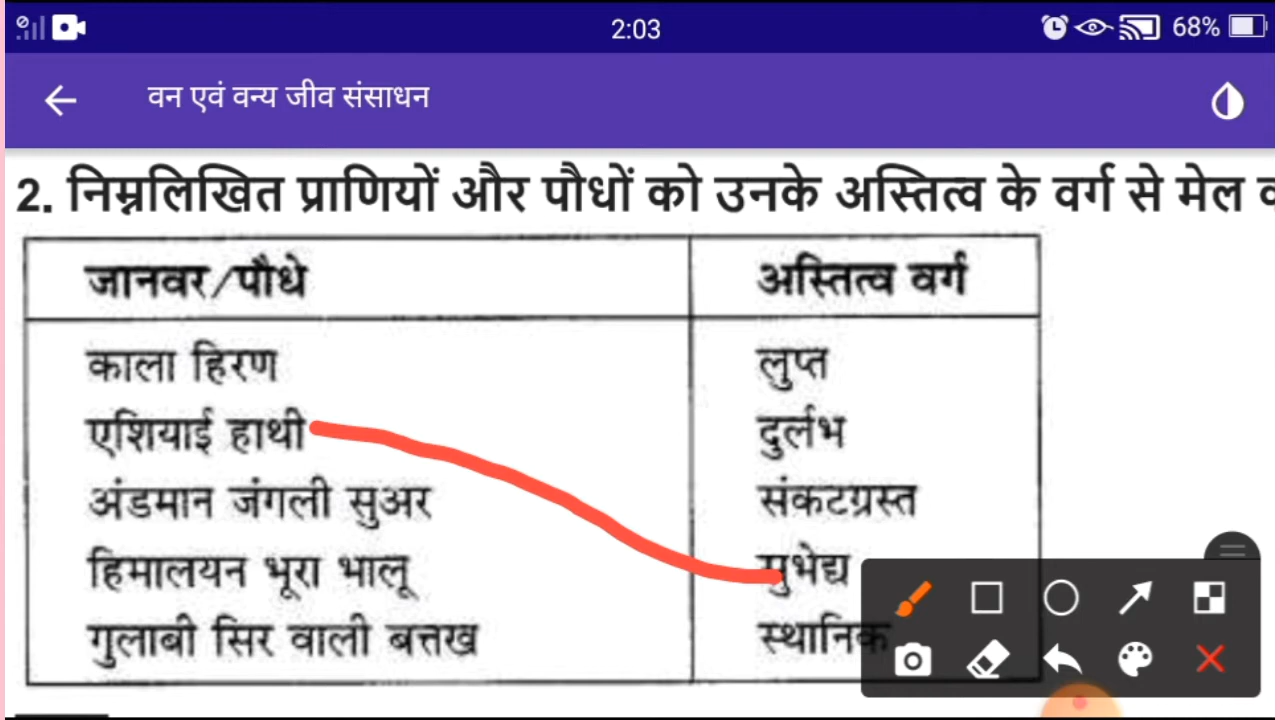 2:03 68%
वन एवं वन्य जीव संसाधन
2. निम्नलिखित प्राणियों और पौधों को उनके अस्तित्व के वर्ग से मेल
जानवर/पौधे अस्तित्व वर्ग
काला हिरण लुप्त
एशियाई हाथी दुर्लभ
अंडमान जंगली सुअर संकटग्रस्त
हिमालयन भूरा भालू सुभेद्य
गुलाबी सिर वाली बत्तख स्थानिक